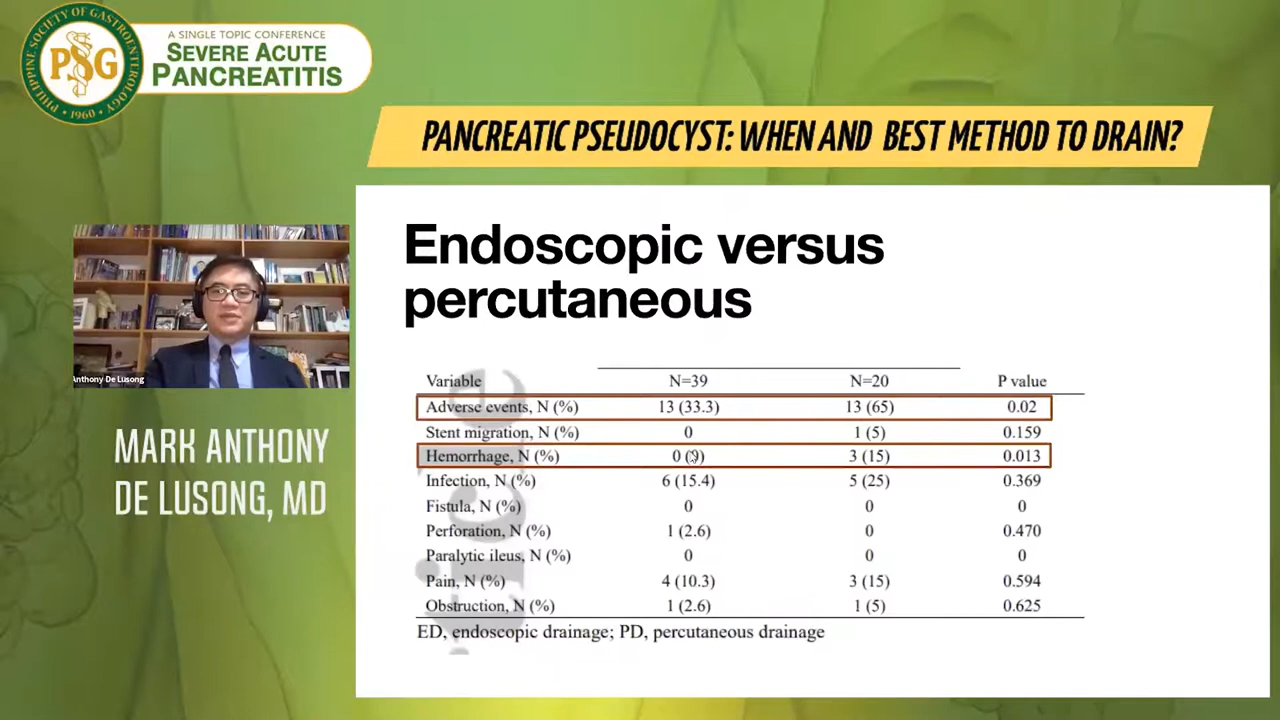 PHILIPPINE SOCIETY OF GASTROENTEROLOGY
PSG
• 1960 •
A SINGLE TOPIC CONFERENCE
SEVERE ACUTE
PANCREATITIS
PANCREATIC PSEUDOCYST: WHEN AND BEST METHOD TO DRAIN?
Anthony De Lusong
MARK ANTHONY
DE LUSONG, MD
Endoscopic versus
percutaneous
Variable N=39 N=20 P value
Adverse events, N (%) 13 (33.3) 13 (65) 0.02
Stent migration, N (%) 0 1 (5) 0.159
Hemorrhage, N (%) 0 3 (15) 0.013
Infection, N (%) 6 (15.4) 5 (25) 0.369
Fistula, N (%) 0 0 0
Perforation, N (%) 1 (2.6) 0 0.470
Paralytic ileus, N (%) 0 0 0
Pain, N (%) 4 (10.3) 3 (15) 0.594
Obstruction, N (%) 1 (2.6) 1 (5) 0.625
ED, endoscopic drainage; PD, percutaneous drainage